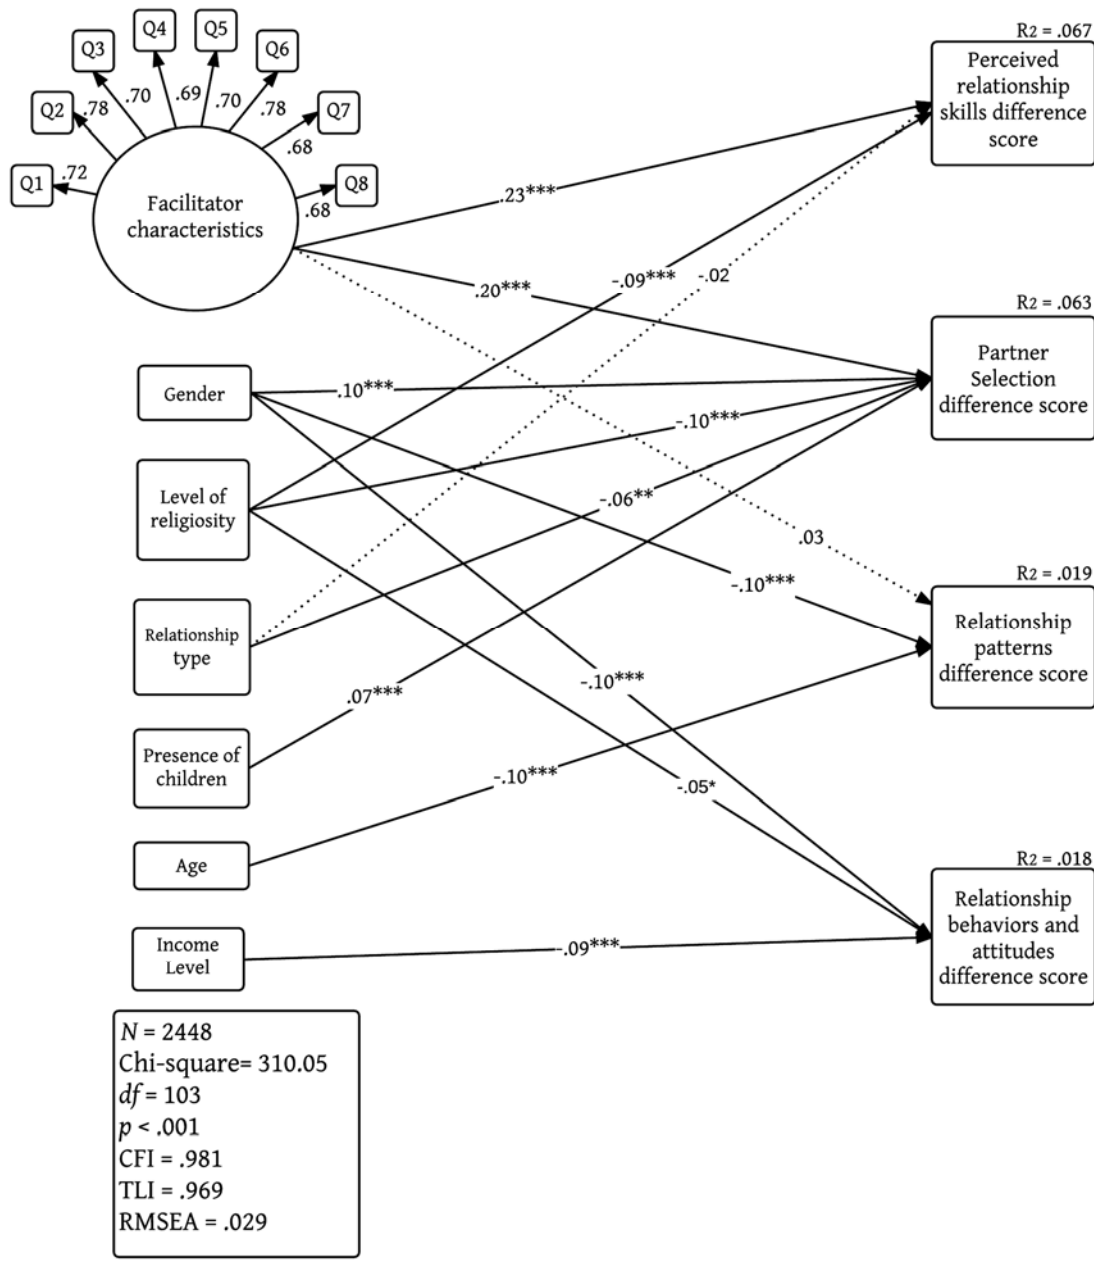 Q1
Q2
Q3
Q4
Q5
Q6
Q7
Q8
.72
.78
.70
.69
.70
.78
.68
.68
Facilitator
characteristics
Gender
Level of
religiosity
Relationship
type
Presence of
children
Age
Income
Level
.23***
.20***
-.09***
-.02
.10***
-.10***
-.06**
.03
-.10***
.07***
-.10***
-.10***
-.05*
-.09***
R2 = .067
Perceived
relationship
skills difference
score
R2 = .063
Partner
Selection
difference score
R2 = .019
Relationship
patterns
difference score
R2 = .018
Relationship
behaviors and
attitudes
difference score
N = 2448
Chi-square= 310.05
df = 103
p < .001
CFI = .981
TLI = .969
RMSEA = .029